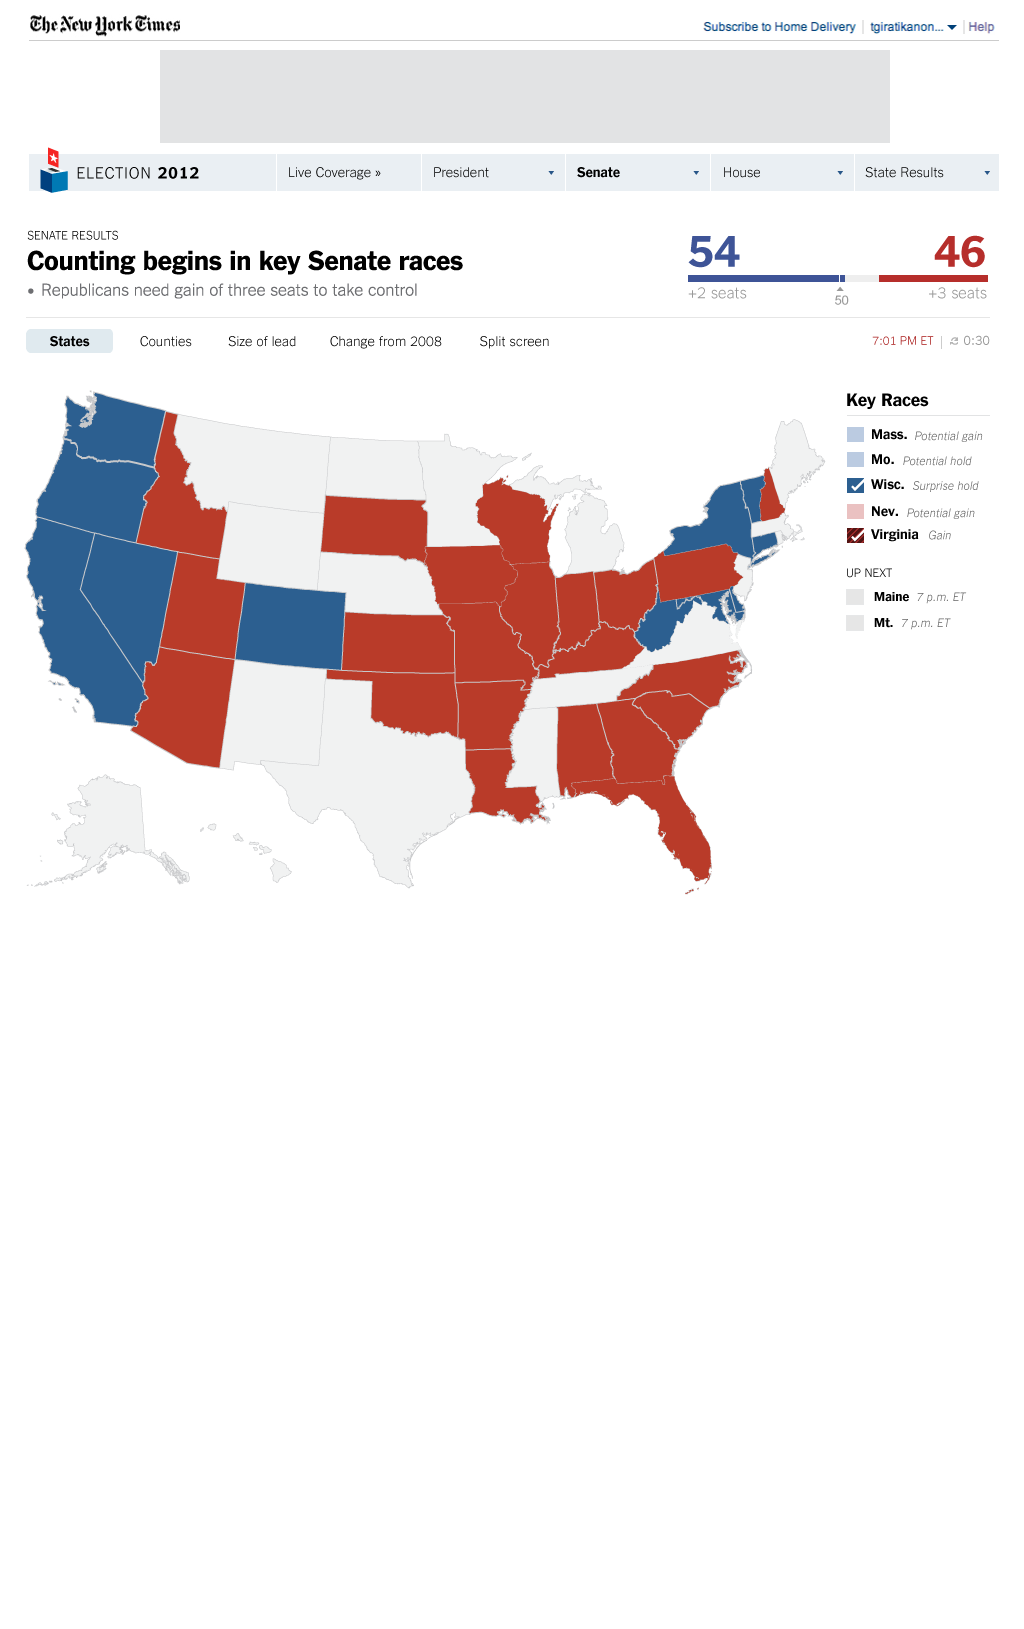 The New York Times
Subscribe to Home Delivery
tgiratikanon...
Help
ELECTION 2012
Live Coverage »
President
Senate
House
State Results
SENATE RESULTS
Counting begins in key Senate races
• Republicans need gain of three seats to take control
54
46
+2 seats
50
+3 seats
States
Counties
Size of lead
Change from 2008
Split screen
7:01 PM ET
0:30
Key Races
Mass. Potential gain
Mo. Potential hold
Wisc. Surprise hold
Nev. Potential gain
Virginia Gain
UP NEXT
Maine 7 p.m. ET
Mt. 7 p.m. ET